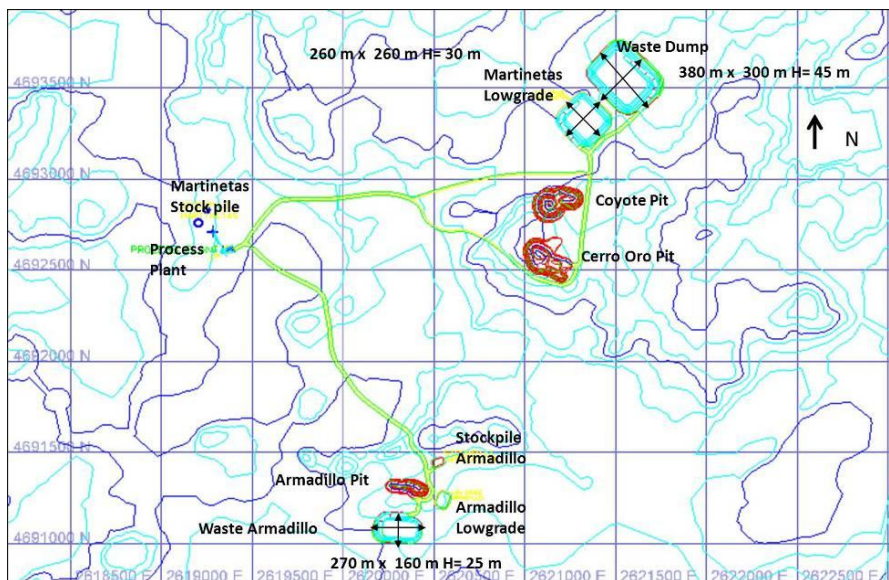 260 m x 260 m H= 30 m
Waste Dump
4693500 N
Martinetas
Lowgrade
380 m x 300 m H= 45 m
N
4693000 N
Martinetas
Stockpile
Coyote Pit
Process
Plant
4692500 N
Cerro Oro Pit
4692000 N
4691500 N
Stockpile
Armadillo
Armadillo Pit
Waste Armadillo
Armadillo
Lowgrade
4691000 N
270 m x 160 m H= 25 m
2618500 E
2619000 E
2619500 E
2620000 E
2620500 E
2621000 E
2621500 E
2622000 E
2622500 E